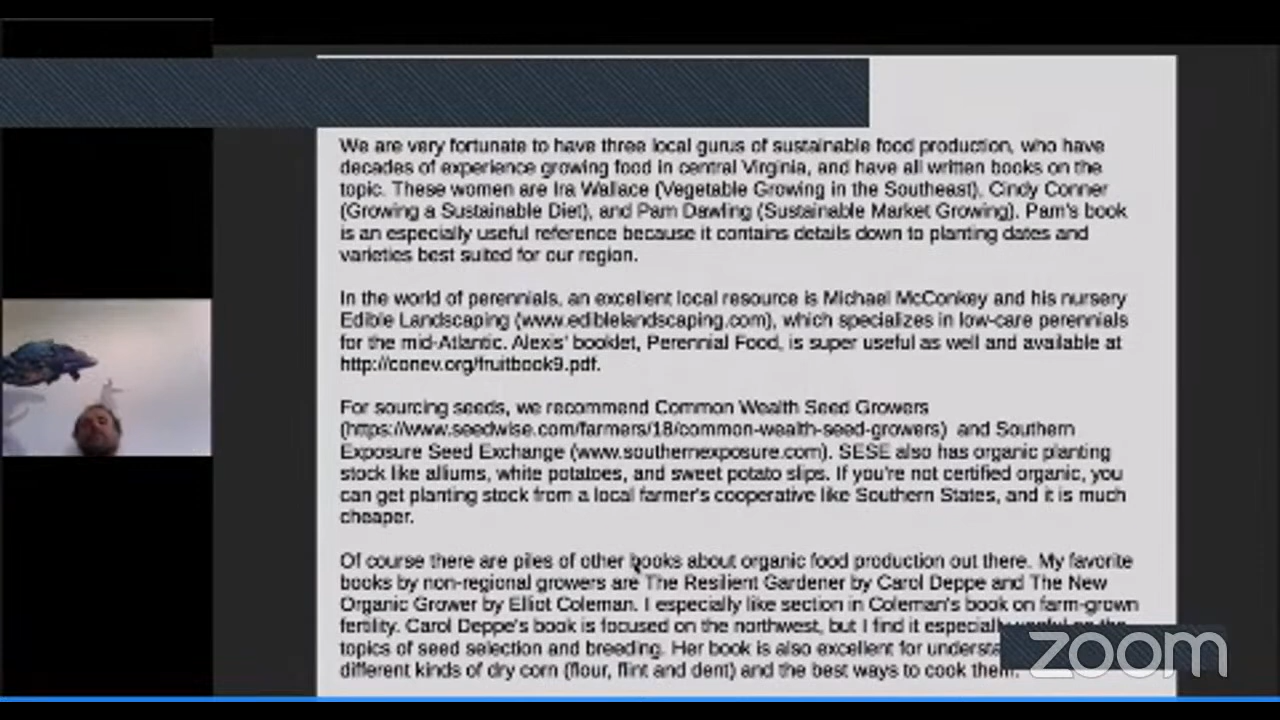 We are very fortunate to have three local gurus of sustainable food production, who have
decades of experience growing food in central Virginia, and have all written books on the
topic. These women are Ira Wallace (Vegetable Growing in the Southeast), Cindy Conner
(Growing a Sustainable Diet), and Pam Dawling (Sustainable Market Growing). Pam's book
is an especially useful reference because it contains details down to planting dates and
varieties best suited for our region.
In the world of perennials, an excellent local resource is Michael McConkey and his nursery
Edible Landscaping (www.ediblelandscaping.com), which specializes in low-care perennials
for the mid-Atlantic. Alexis' booklet, Perennial Food, is super useful as well and available at
http://conev.org/fruitbook9.pdf.
For sourcing seeds, we recommend Common Wealth Seed Growers
(https://www.seedwise.com/farmers/18/common-wealth-seed-growers) and Southern
Exposure Seed Exchange (www.southernexposure.com). SESE also has organic planting
stock like alliums, white potatoes, and sweet potato slips. If you're not certified organic, you
can get planting stock from a local farmer's cooperative like Southern States, and it is much
cheaper.
Of course there are piles of other books about organic food production out there. My favorite
books by non-regional growers are The Resilient Gardener by Carol Deppe and The New
Organic Grower by Elliot Coleman. I especially like section in Coleman's book on farm-grown
fertility. Carol Deppe's book is focused on the northwest, but I find it especially
topics of seed selection and breeding. Her book is also excellent for
different kinds of dry corn (flour, flint and dent) and the best ways to cook them.
zoom